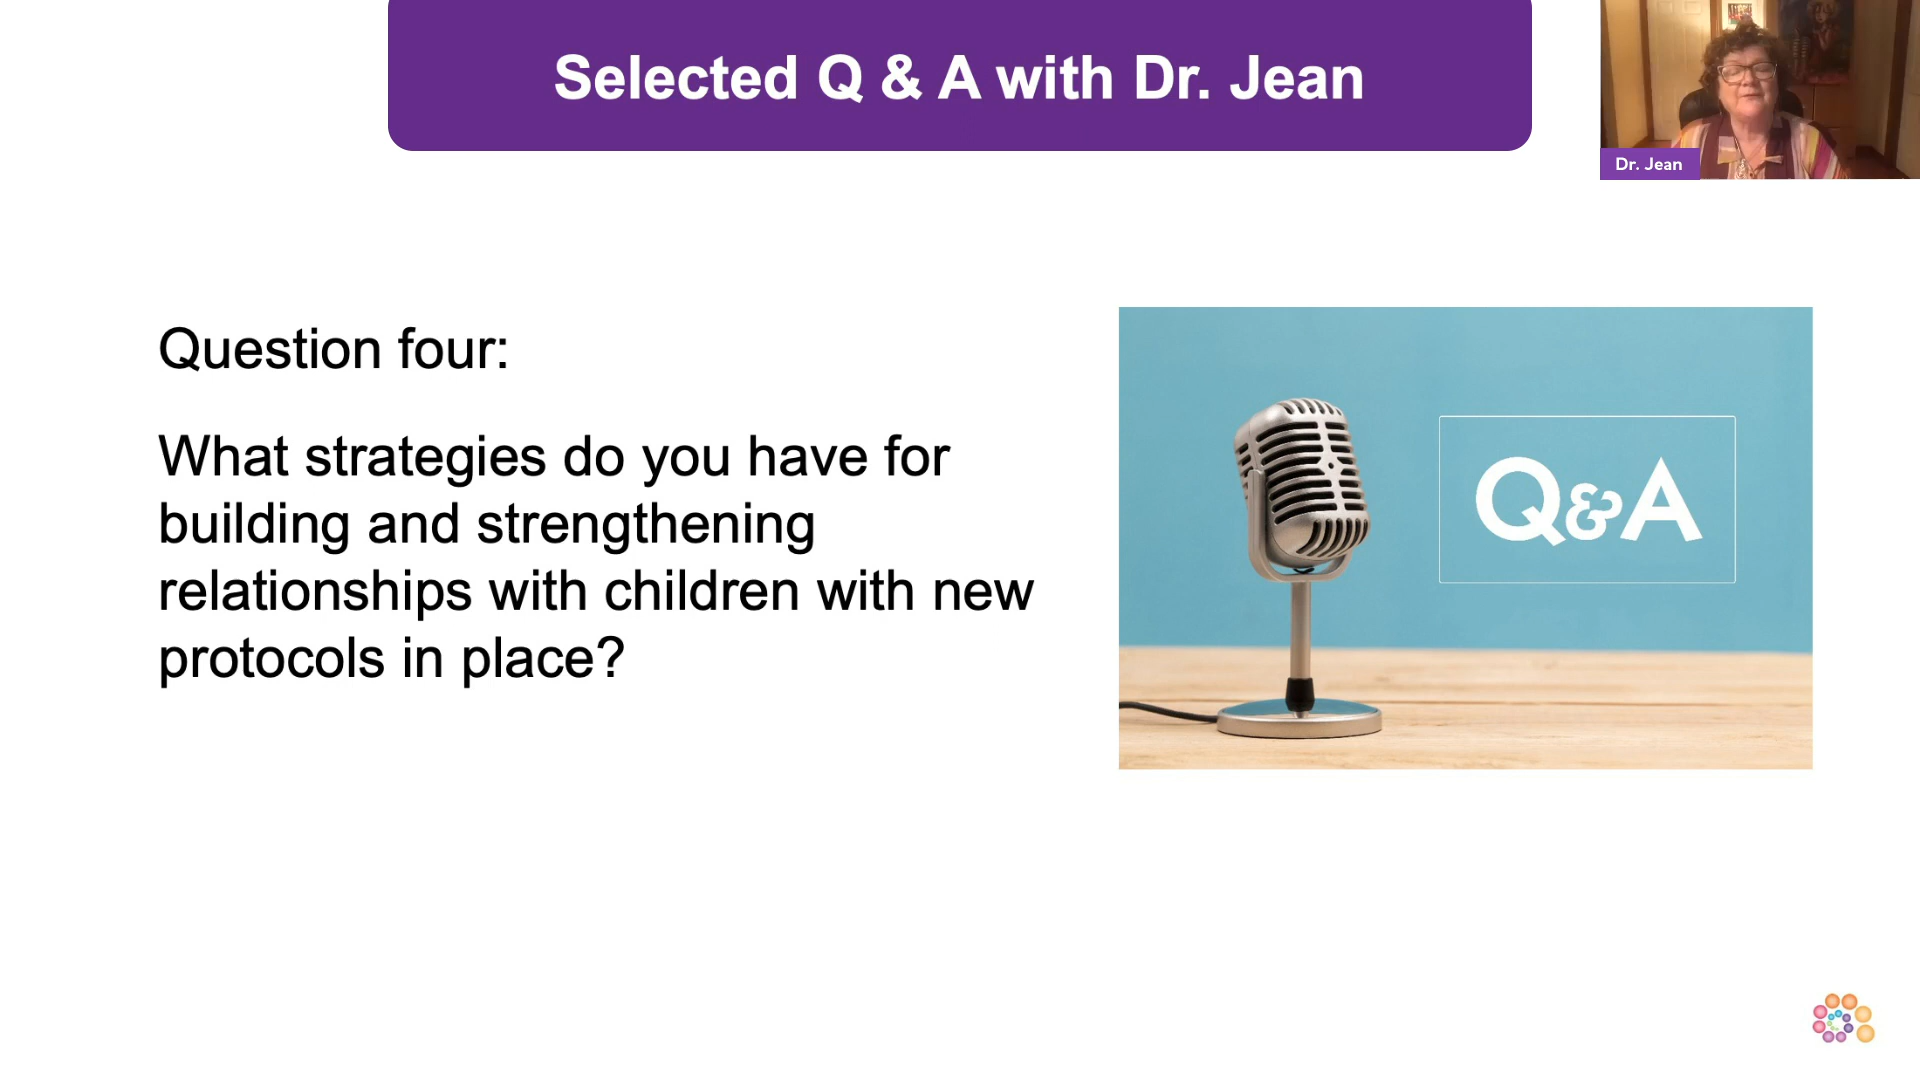 Selected Q & A with Dr. Jean
Dr. Jean
Question four:
What strategies do you have for
building and strengthening
relationships with children with new
protocols in place?
Q&A